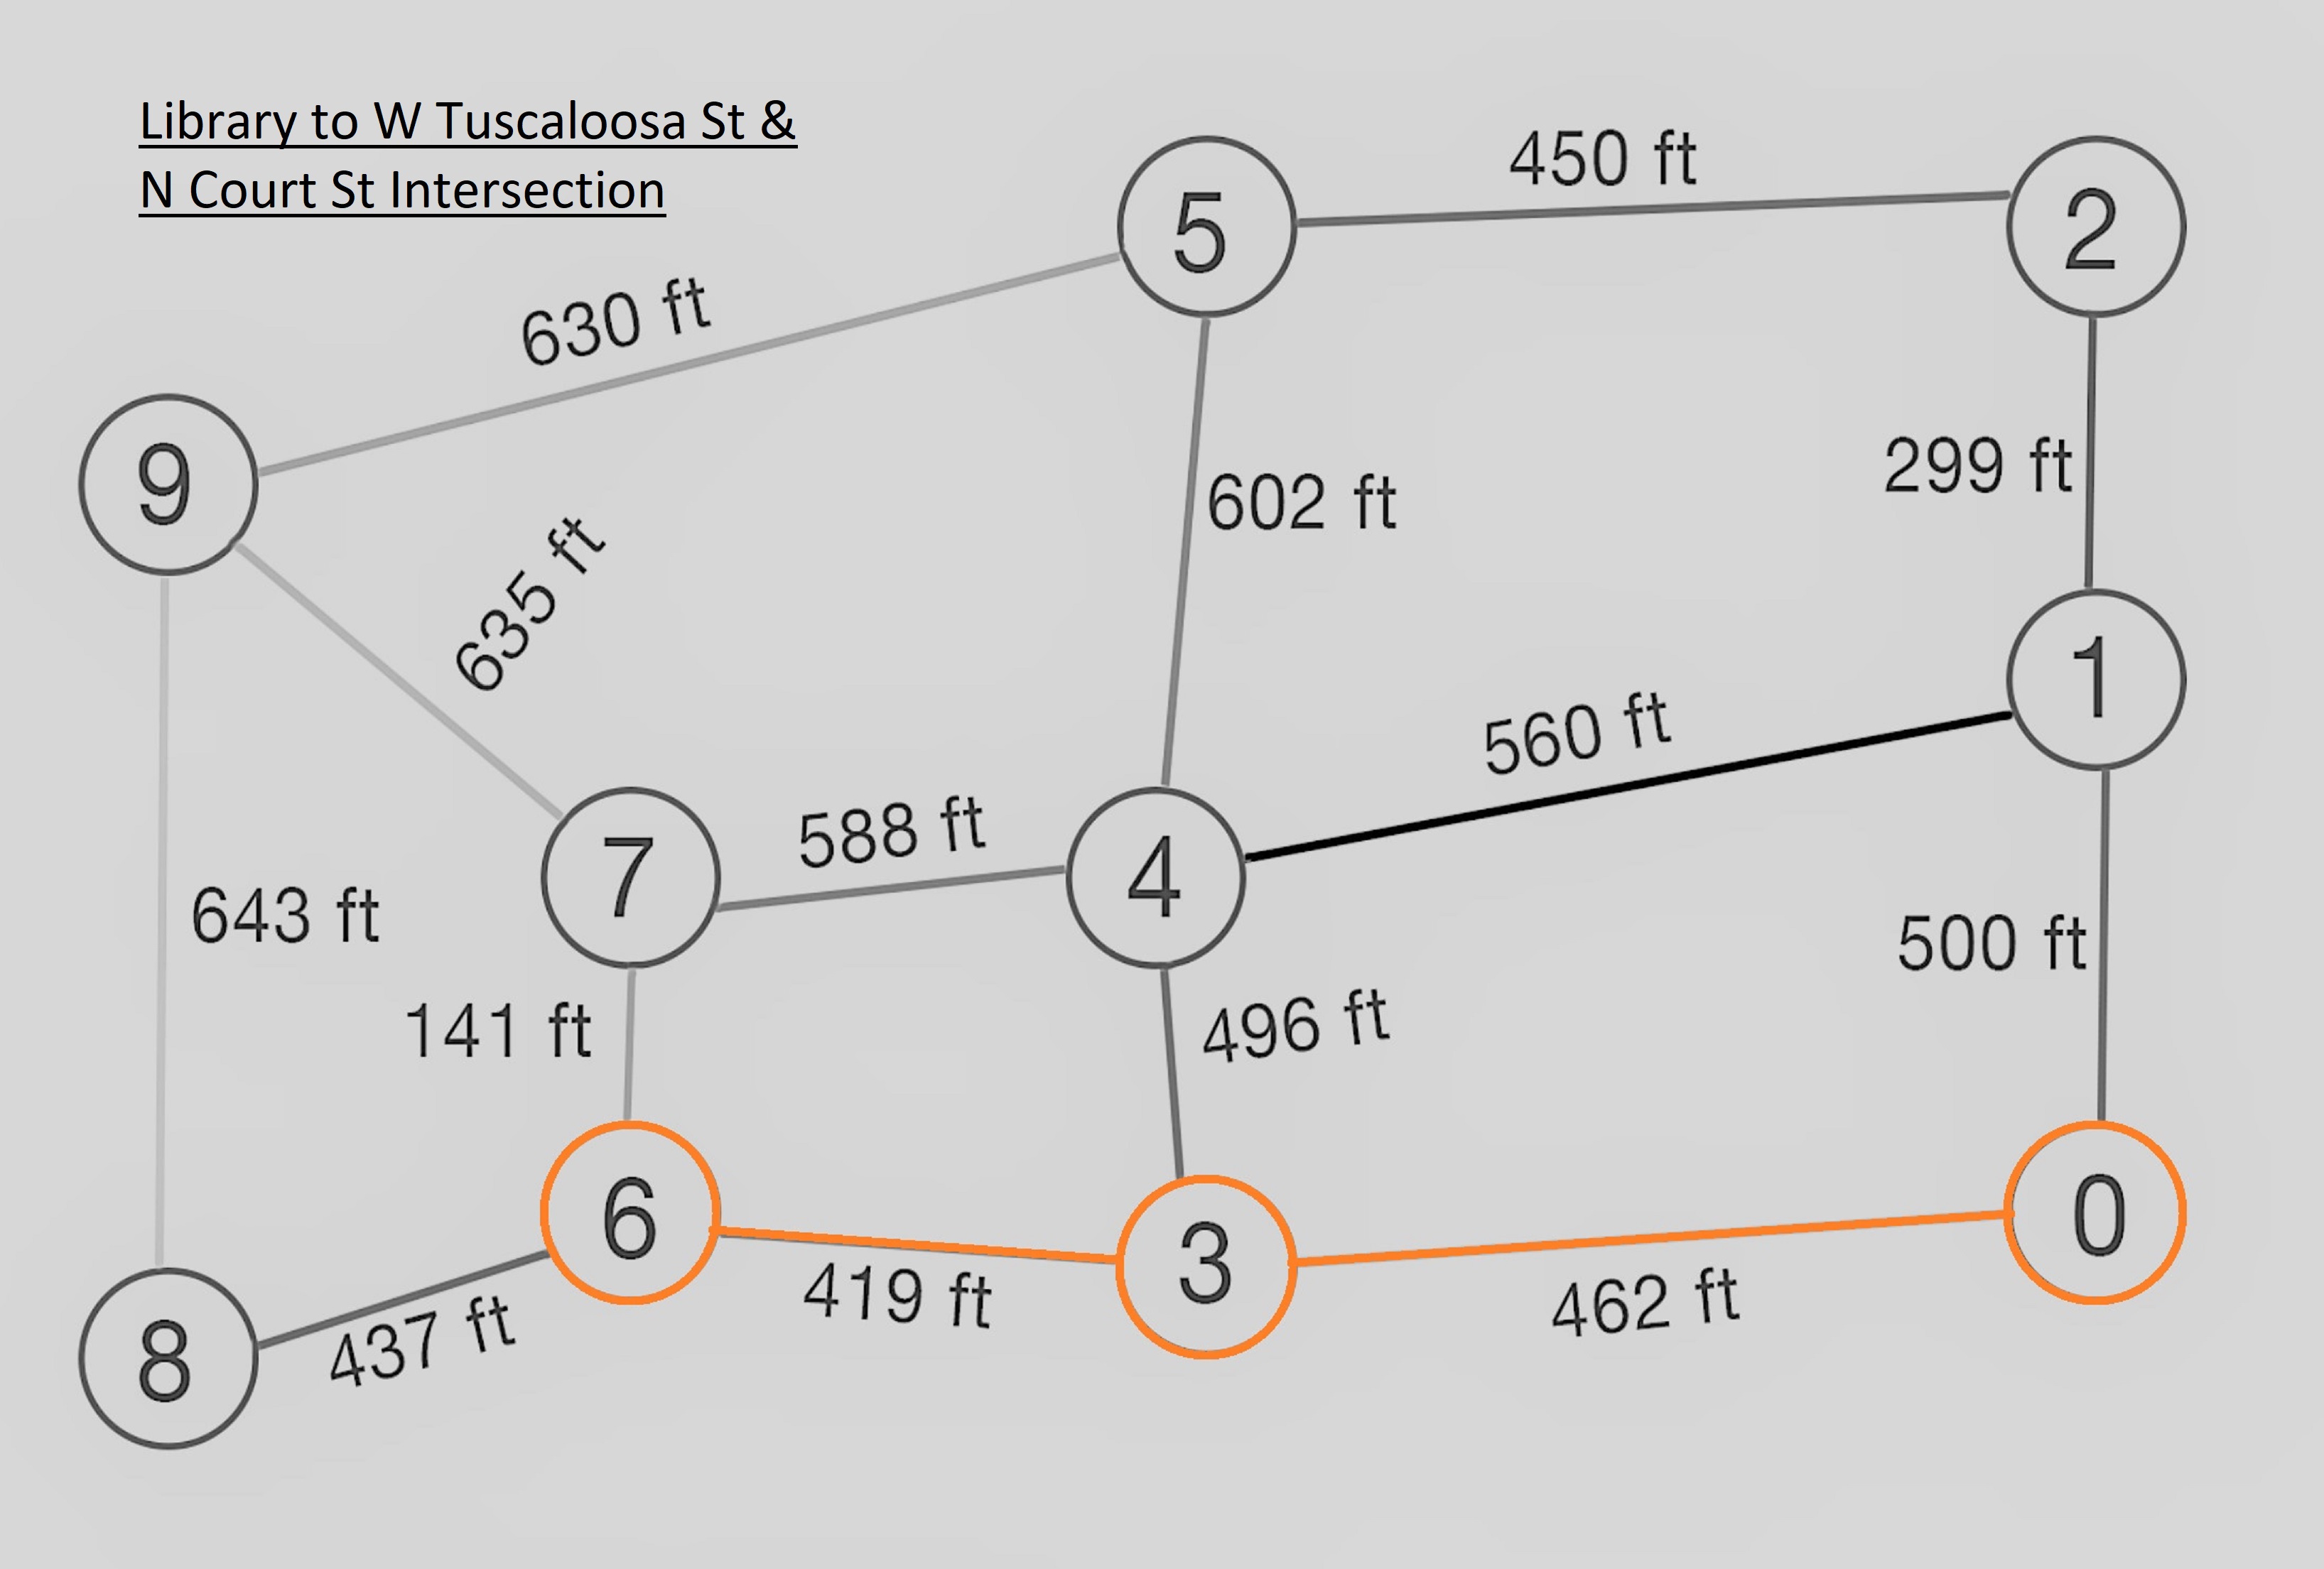 Library to W Tuscaloosa St &
N Court St Intersection
450 ft
5
2
630 ft
299 ft
9
602 ft
635 ft
1
560 ft
588 ft
7
4
643 ft
500 ft
141 ft
496 ft
6
3
0
419 ft
462 ft
437 ft
8